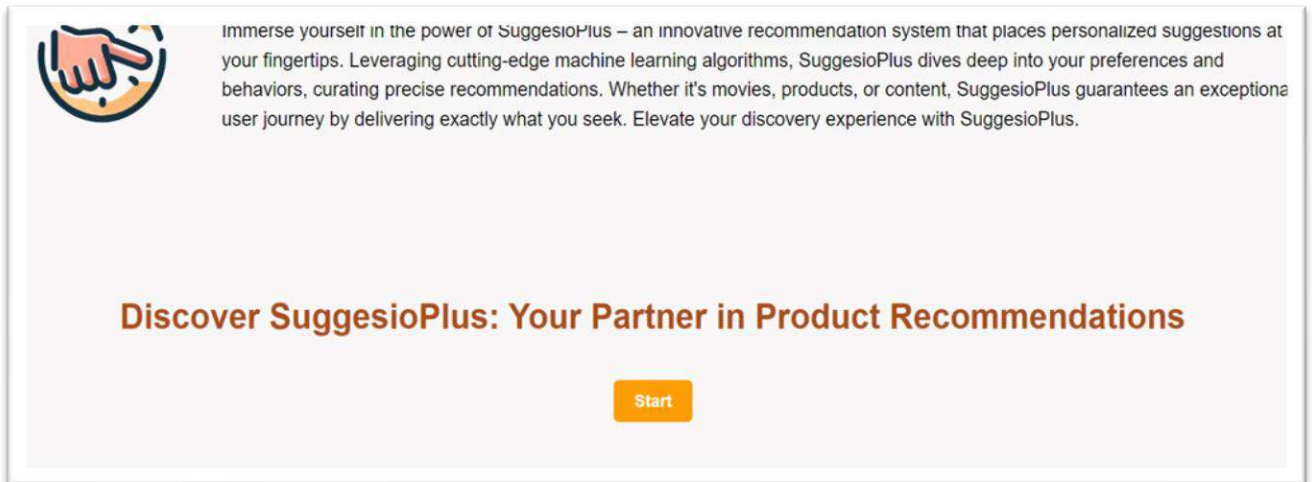 Immerse yourself in the power of SuggesioPlus – an innovative recommendation system that places personalized suggestions at
your fingertips. Leveraging cutting-edge machine learning algorithms, SuggesioPlus dives deep into your preferences and
behaviors, curating precise recommendations. Whether it's movies, products, or content, SuggesioPlus guarantees an exceptiona
user journey by delivering exactly what you seek. Elevate your discovery experience with SuggesioPlus.
Discover SuggesioPlus: Your Partner in Product Recommendations
Start